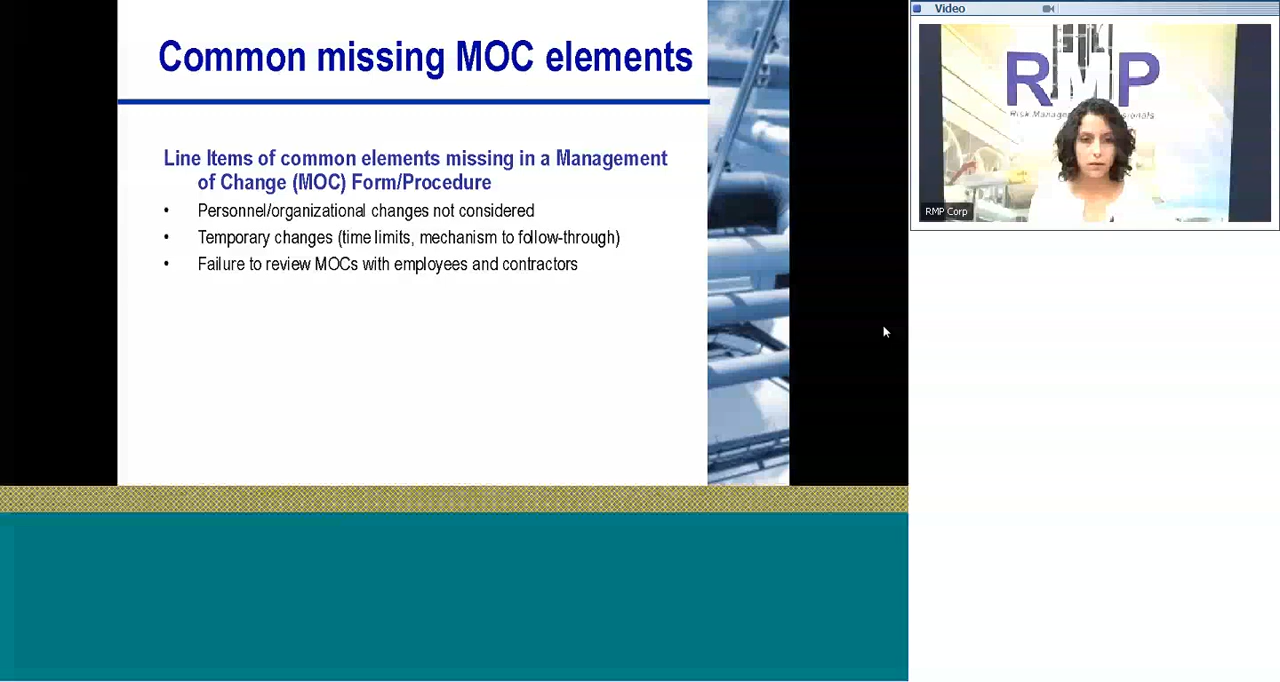 Common missing MOC elements
Line Items of common elements missing in a Management
of Change (MOC) Form/Procedure
• Personnel/organizational changes not considered
• Temporary changes (time limits, mechanism to follow-through)
• Failure to review MOCs with employees and contractors
Video
RMP
RMP Corp